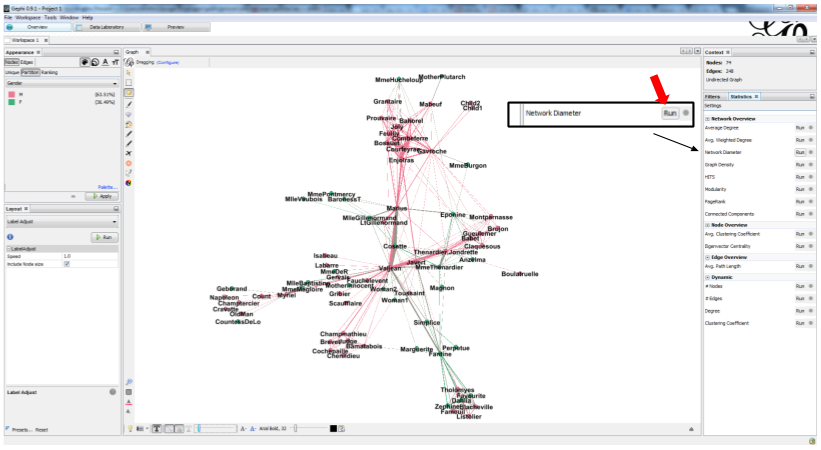 Gephi 0.9.1 - Project 1
File Workspace Tools Window Help
Overview
Data Laboratory
Preview
Workspace 1
Appearance
Nodes Edges
Unique Partition Ranking
Gender
M (63.51%)
F (36.49%)
Palette...
Apply
Layout
Label Adjust
Run
LabelAdjust
Speed 1.0
Include Node size
Label Adjust
Presets... Reset
Graph
Dragging (Configure)
MmeHucheloup
MotherPlutarch
Grantaire
Mabeuf
Child2
Child1
Prouvaire
Bahorel
Joly
Feuilly
Combeferre
Bossuet
Courfeyrac
Gavroche
Enjolras
MmeBurgon
MmePontmercy
MlleVaubois
BaronessT
Marius
MlleGillenormand
LtGillenormand
Eponine
Montparnasse
Brujon
Gueulemer
Babet
Claquesous
Cosette
Thenardier
Jondrette
Anzelma
Isabeau
Labarre
MmeDeR
Gervais
Valjean
Javert
MmeThenardier
Boulatruelle
Fauchelevent
MlleBaptistine
MotherInnocent
Woman2
Toussaint
Magnon
Geborand
MmeMagloire
Napoleon
Count
Myriel
Gribier
Woman1
Champtercier
Scaufflaire
Cravatte
OldMan
CountessDeLo
Simplice
Champmathieu
Brevet
Judge
Bamatabois
Cochepaille
Chenildieu
Marguerite
Perpetue
Fantine
Tholomyes
Favourite
Dahlia
Zephine
Blacheville
Fameuil
Listolier
A- A- Arial Bold, 32
Network Diameter Run
Context
Nodes: 74
Edges: 248
Undirected Graph
Filters Statistics
Settings
Network Overview
Average Degree Run
Avg. Weighted Degree Run
Network Diameter Run
Graph Density Run
HITS Run
Modularity Run
PageRank Run
Connected Components Run
Node Overview
Avg. Clustering Coefficient Run
Eigenvector Centrality Run
Edge Overview
Avg. Path Length Run
Dynamic
# Nodes Run
# Edges Run
Degree Run
Clustering Coefficient Run